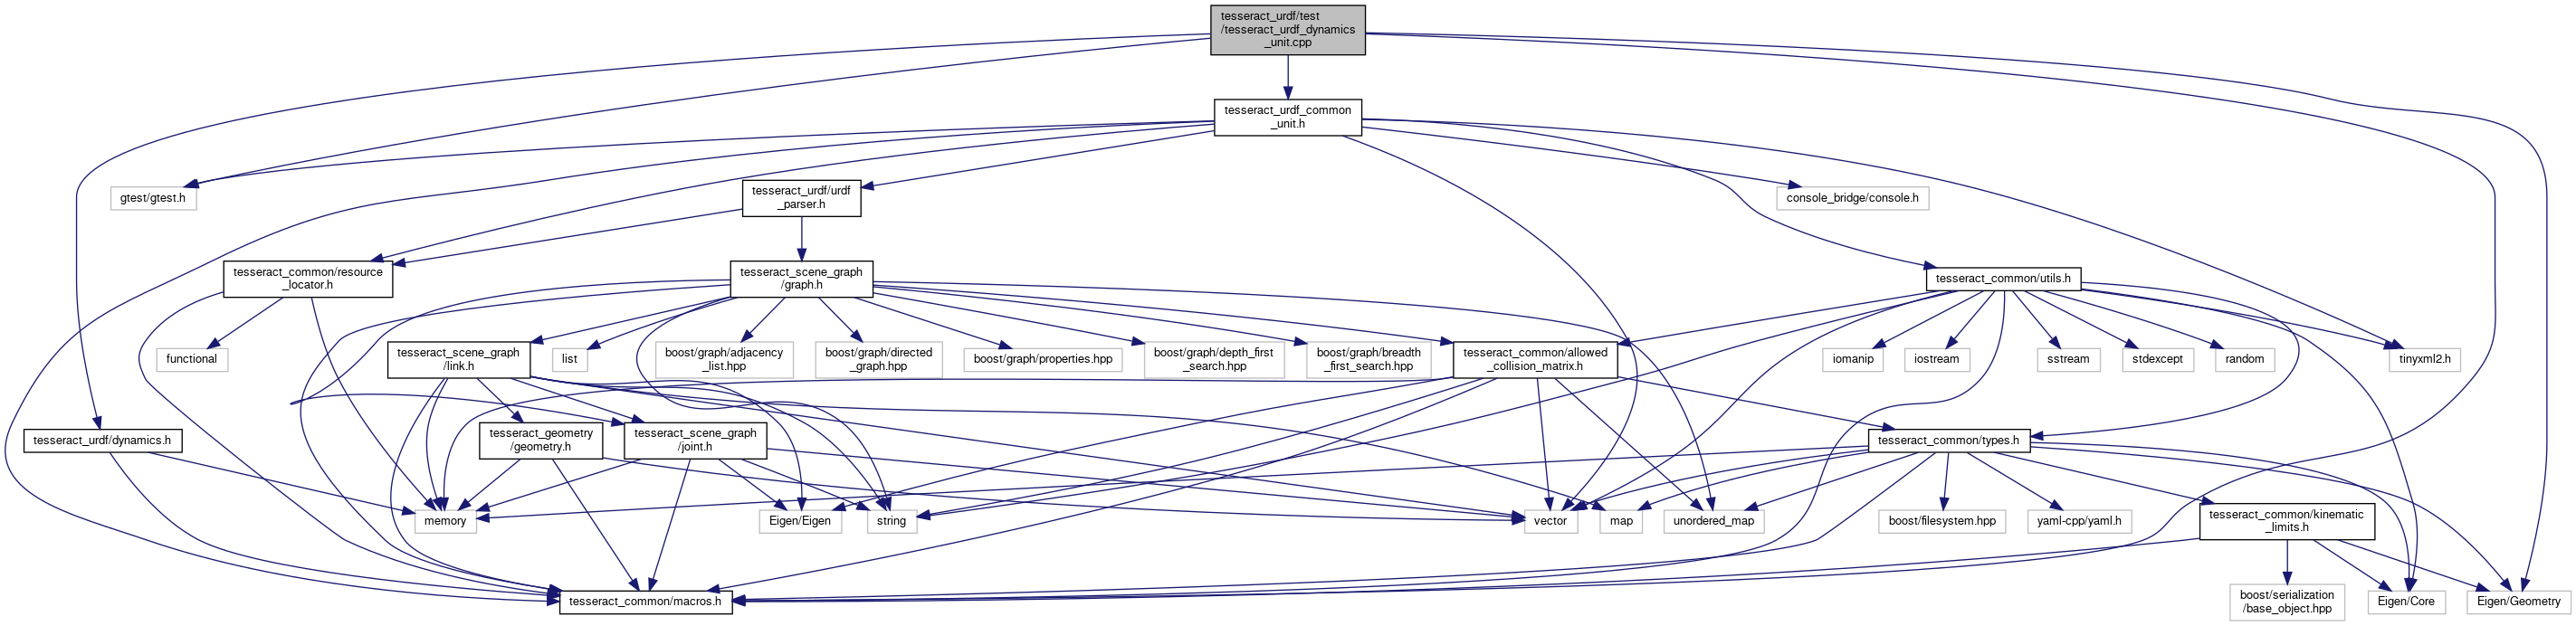 tesseract_urdf/test
/tesseract_urdf_dynamics
_unit.cpp
tesseract_urdf_common
_unit.h
gtest/gtest.h
tesseract_urdf/urdf
_parser.h
console_bridge/console.h
tesseract_common/resource
_locator.h
tesseract_scene_graph
/graph.h
tesseract_common/utils.h
functional
tesseract_scene_graph
/link.h
list
boost/graph/adjacency
_list.hpp
boost/graph/directed
_graph.hpp
boost/graph/properties.hpp
boost/graph/depth_first
_search.hpp
boost/graph/breadth
_first_search.hpp
tesseract_common/allowed
_collision_matrix.h
iomanip
iostream
sstream
stdexcept
random
tinyxml2.h
tesseract_urdf/dynamics.h
tesseract_geometry
/geometry.h
tesseract_scene_graph
/joint.h
tesseract_common/types.h
memory
Eigen/Eigen
string
vector
map
unordered_map
boost/filesystem.hpp
yaml-cpp/yaml.h
tesseract_common/kinematic
_limits.h
tesseract_common/macros.h
boost/serialization
/base_object.hpp
Eigen/Core
Eigen/Geometry